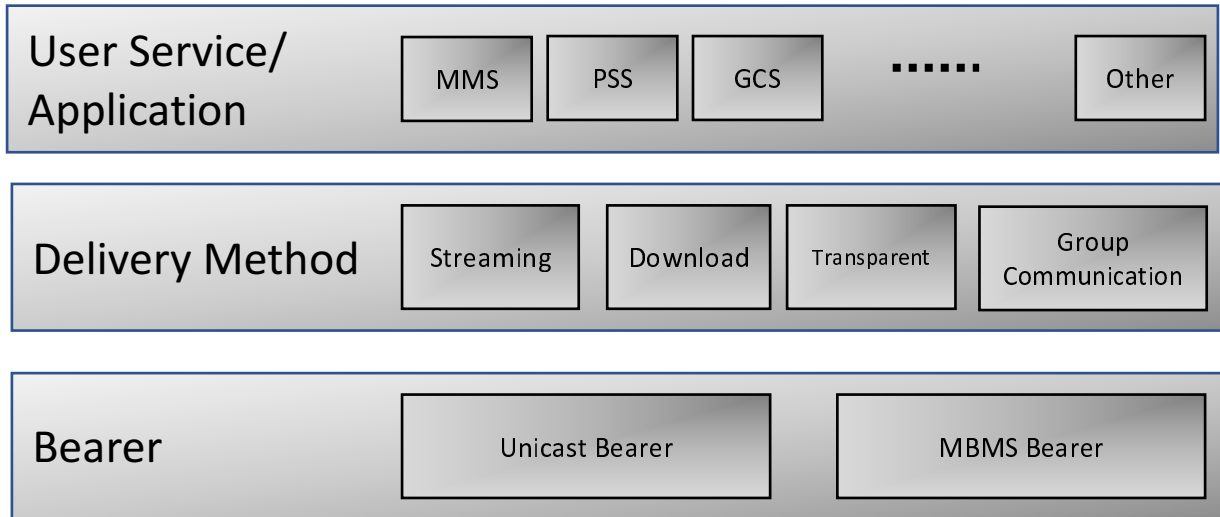 User Service/
Application
MMS
PSS
GCS
......
Other
Delivery Method
Streaming
Download
Transparent
Group
Communication
Bearer
Unicast Bearer
MBMS Bearer